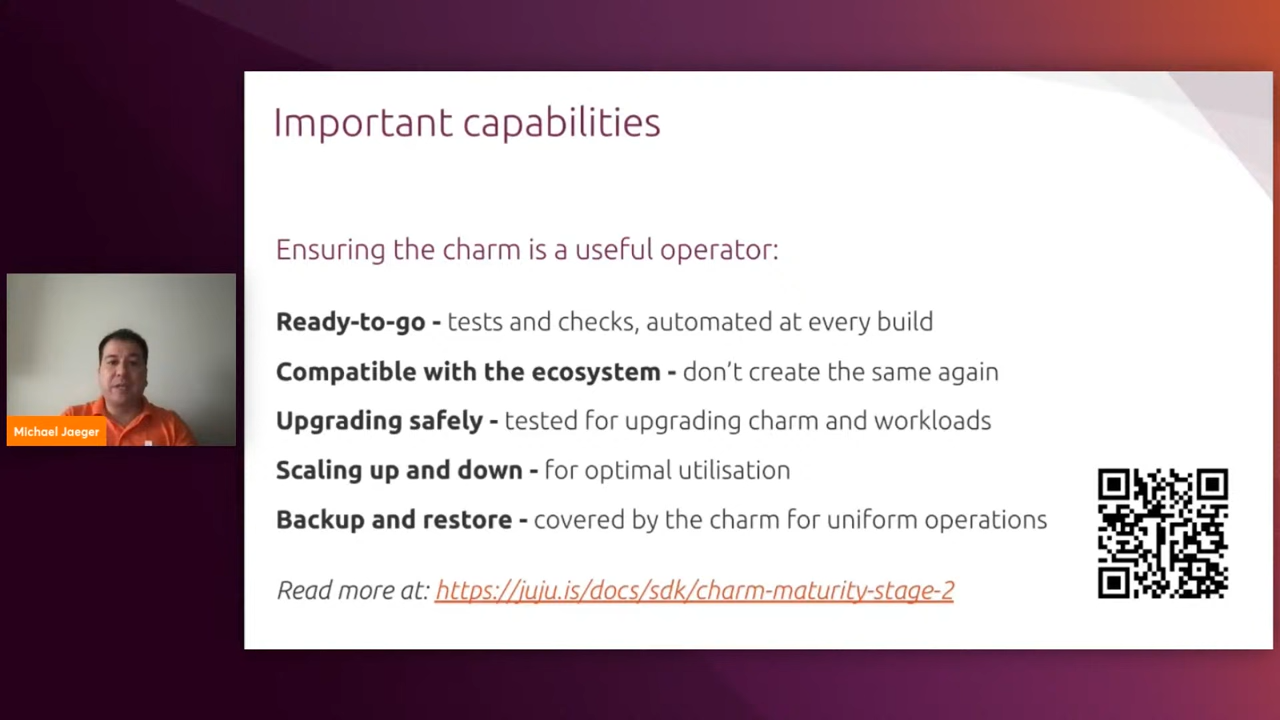 Important capabilities
Ensuring the charm is a useful operator:
Ready-to-go - tests and checks, automated at every build
Compatible with the ecosystem - don’t create the same again
Upgrading safely - tested for upgrading charm and workloads
Scaling up and down - for optimal utilisation
Backup and restore - covered by the charm for uniform operations
Read more at: https://juju.is/docs/sdk/charm-maturity-stage-2
Michael Jaeger